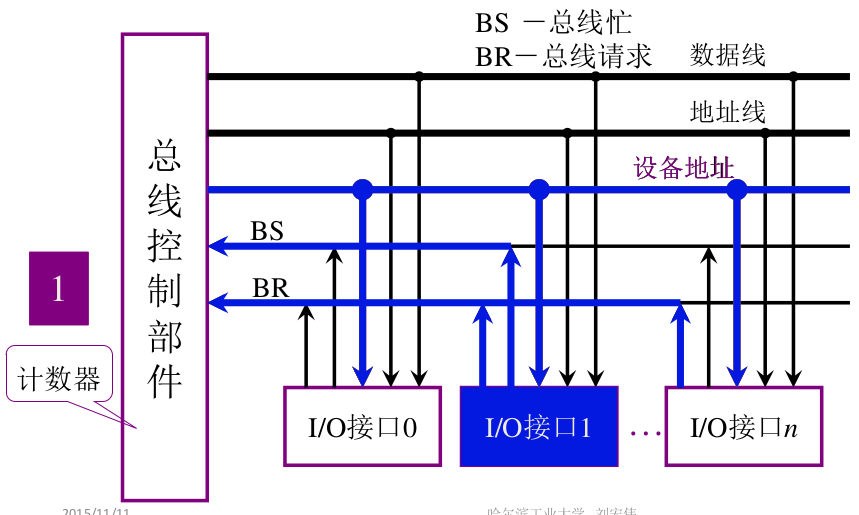 BS －总线忙
BR－总线请求
数据线
地址线
设备地址
BS
BR
总线控制部件
1
计数器
I/O接口0
I/O接口1
…
I/O接口n
2015/11/11
哈尔滨工业大学 刘宏伟